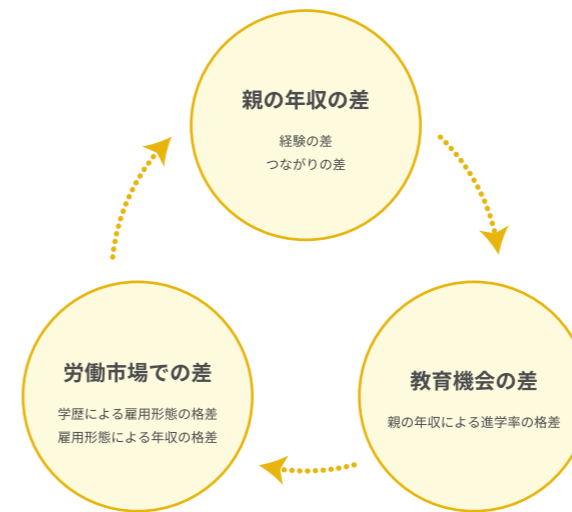 親の年収の差
経験の差
つながりの差
教育機会の差
親の年収による進学率の格差
労働市場での差
学歴による雇用形態の格差
雇用形態による年収の格差